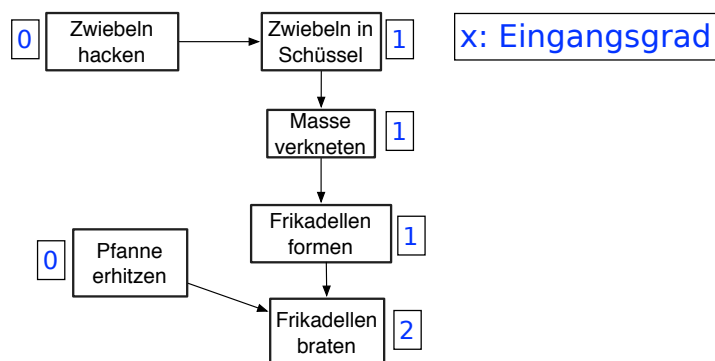 0
Zwiebeln
hacken
Zwiebeln in
Schüssel
1
x: Eingangsgrad
Masse
verkneten
1
Frikadellen
formen
1
0
Pfanne
erhitzen
Frikadellen
braten
2